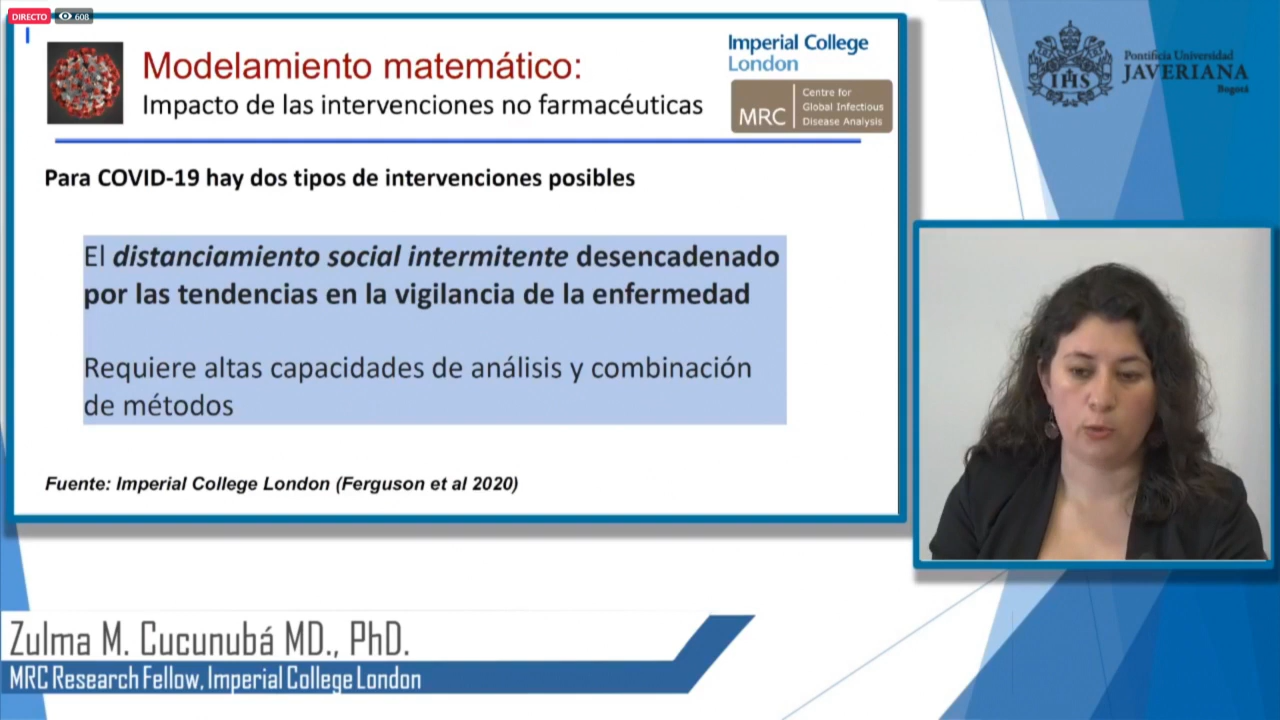 DIRECTO
608
Modelamiento matemático:
Impacto de las intervenciones no farmacéuticas
Imperial College
London
MRC
Centre for
Global Infectious
Disease Analysis
IHS
Pontificia Universidad
JAVERIANA
Bogotá
Para COVID-19 hay dos tipos de intervenciones posibles
El distanciamiento social intermitente desencadenado
por las tendencias en la vigilancia de la enfermedad
Requiere altas capacidades de análisis y combinación
de métodos
Fuente: Imperial College London (Ferguson et al 2020)
Zulma M. Cucunubá MD., PhD.
MRC Research Fellow, Imperial College London